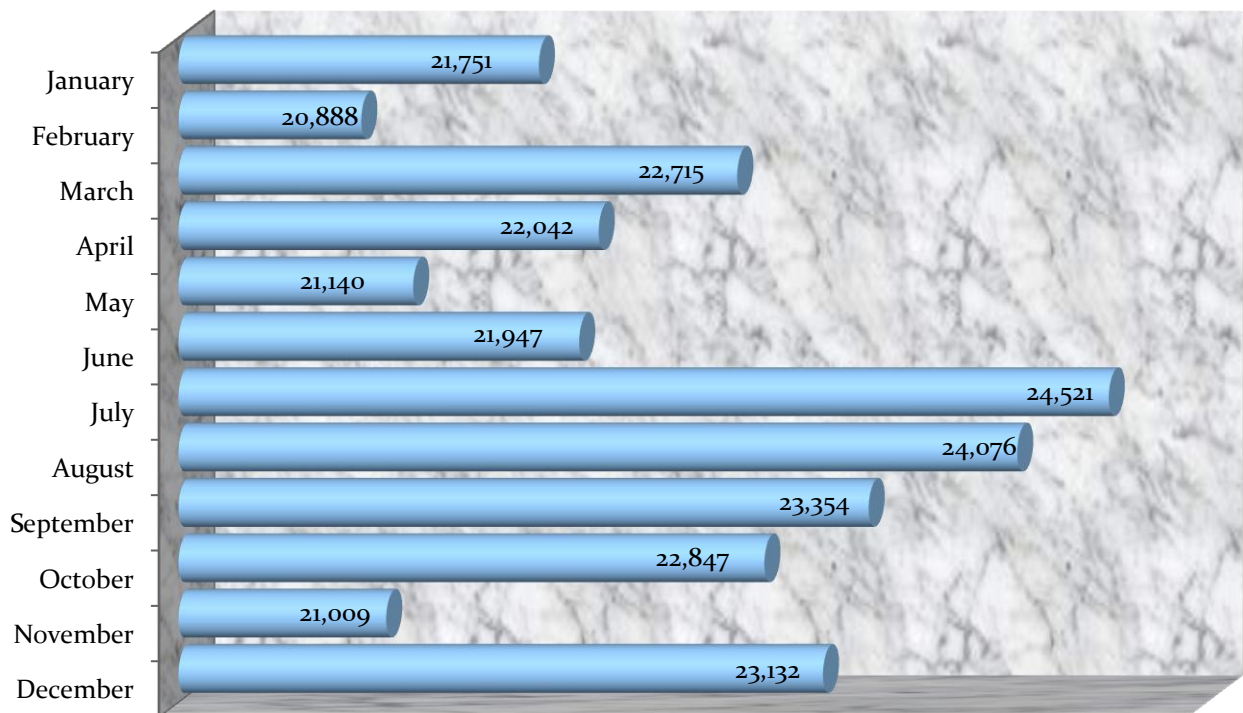 January 21,751
February 20,888
March 22,715
April 22,042
May 21,140
June 21,947
July 24,521
August 24,076
September 23,354
October 22,847
November 21,009
December 23,132